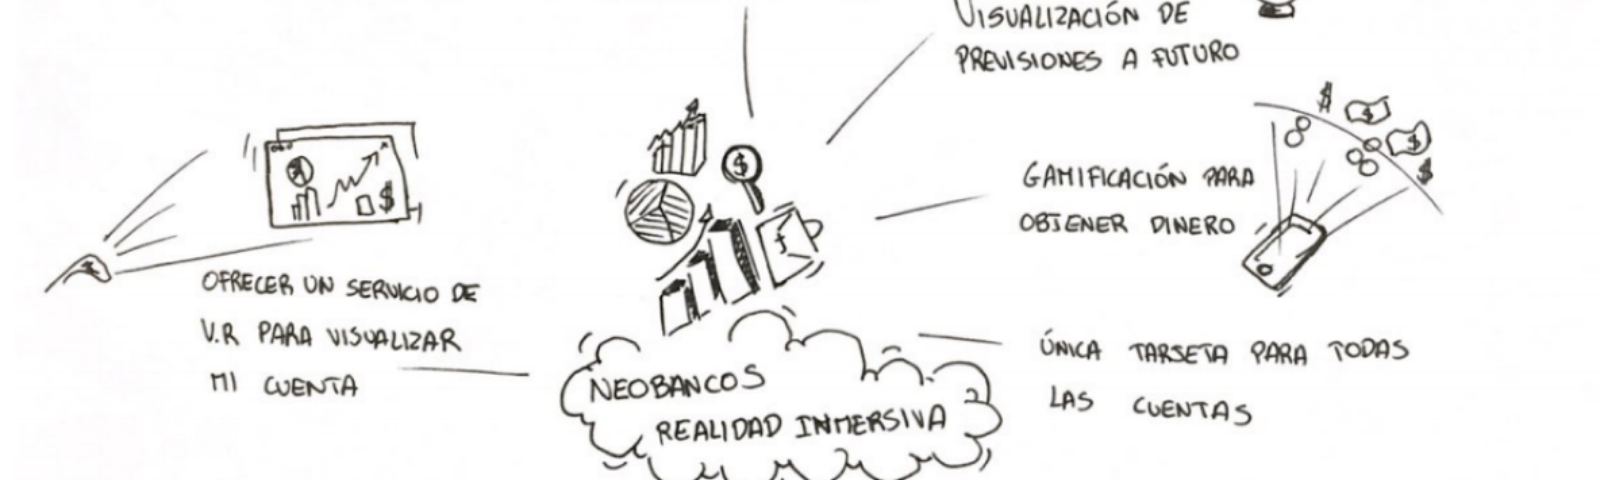 VISUALIZACIÓN DE
PREVISIONES A FUTURO
GAMIFICACIÓN PARA
OBTENER DINERO
OFRECER UN SERVICIO DE
V.R PARA VISUALIZAR
MI CUENTA
ÚNICA TARJETA PARA TODAS
LAS CUENTAS
NEOBANCOS
REALIDAD INMERSIVA